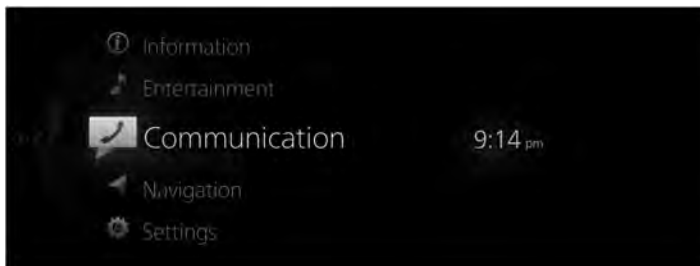 Information
Entertainment
Communication 9:14 pm
Navigation
Settings